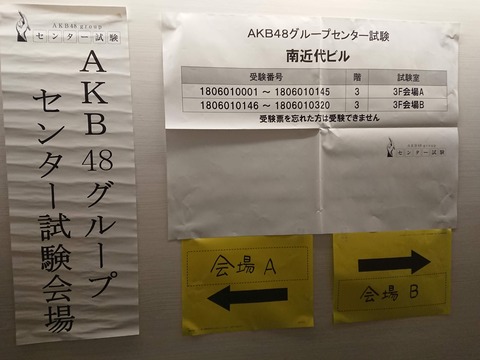 AKB48 group
センター試験
AKB48グループ
センター試験会場
AKB48グループセンター試験
南近代ビル
受験番号 階 試験室
1806010001 ～ 1806010145 3 3F会場A
1806010146 ～ 1806010320 3 3F会場B
受験票を忘れた方は受験できません
AKB48 group
センター試験
会場 A
会場 B